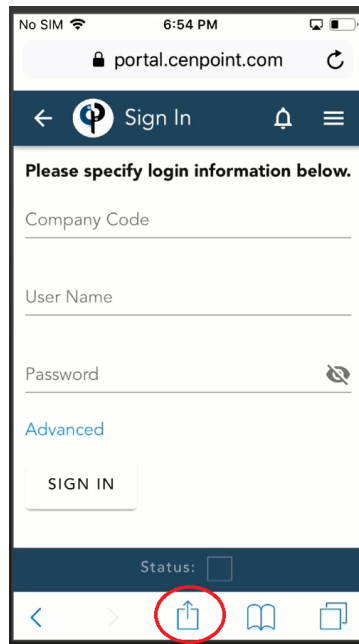 No SIM 6:54 PM
portal.cenpoint.com
Sign In
Please specify login information below.
Company Code
User Name
Password
Advanced
SIGN IN
Status: